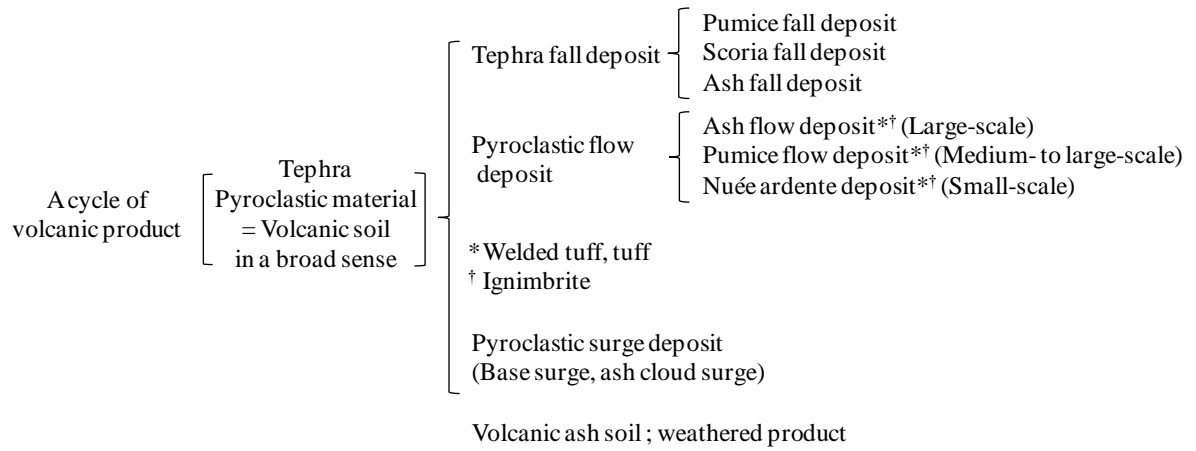 A cycle of
volcanic product
Tephra
Pyroclastic material
= Volcanic soil
in a broad sense
Tephra fall deposit
Pumice fall deposit
Scoria fall deposit
Ash fall deposit
Pyroclastic flow
deposit
Ash flow deposit*† (Large-scale)
Pumice flow deposit*† (Medium- to large-scale)
Nuée ardente deposit*† (Small-scale)
* Welded tuff, tuff
† Ignimbrite
Pyroclastic surge deposit
(Base surge, ash cloud surge)
Volcanic ash soil ; weathered product